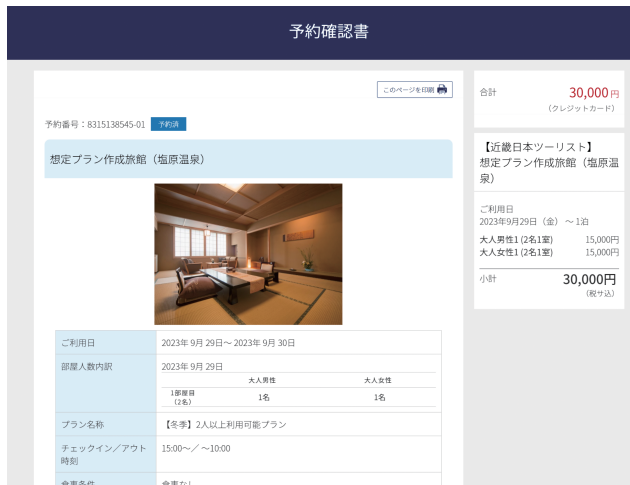 予約確認書
このページを印刷
予約番号：8315138545-01 予約済
想定プラン作成旅館（塩原温泉）
ご利用日 2023年 9月 29日～ 2023年 9月 30日
部屋人数内訳 2023年 9月 29日
大人男性 大人女性
1部屋目
（2名） 1名 1名
プラン名称 【冬季】2人以上利用可能プラン
チェックイン／アウト
時刻 15:00～／ ～10:00
食事条件 食事なし
合計 30,000円
（クレジットカード）
【近畿日本ツーリスト】
想定プラン作成旅館（塩原温
泉）
ご利用日
2023年9月29日（金） ～ 1泊
大人男性1 (2名1室) 15,000円
大人女性1 (2名1室) 15,000円
小計 30,000円
（税サ込）